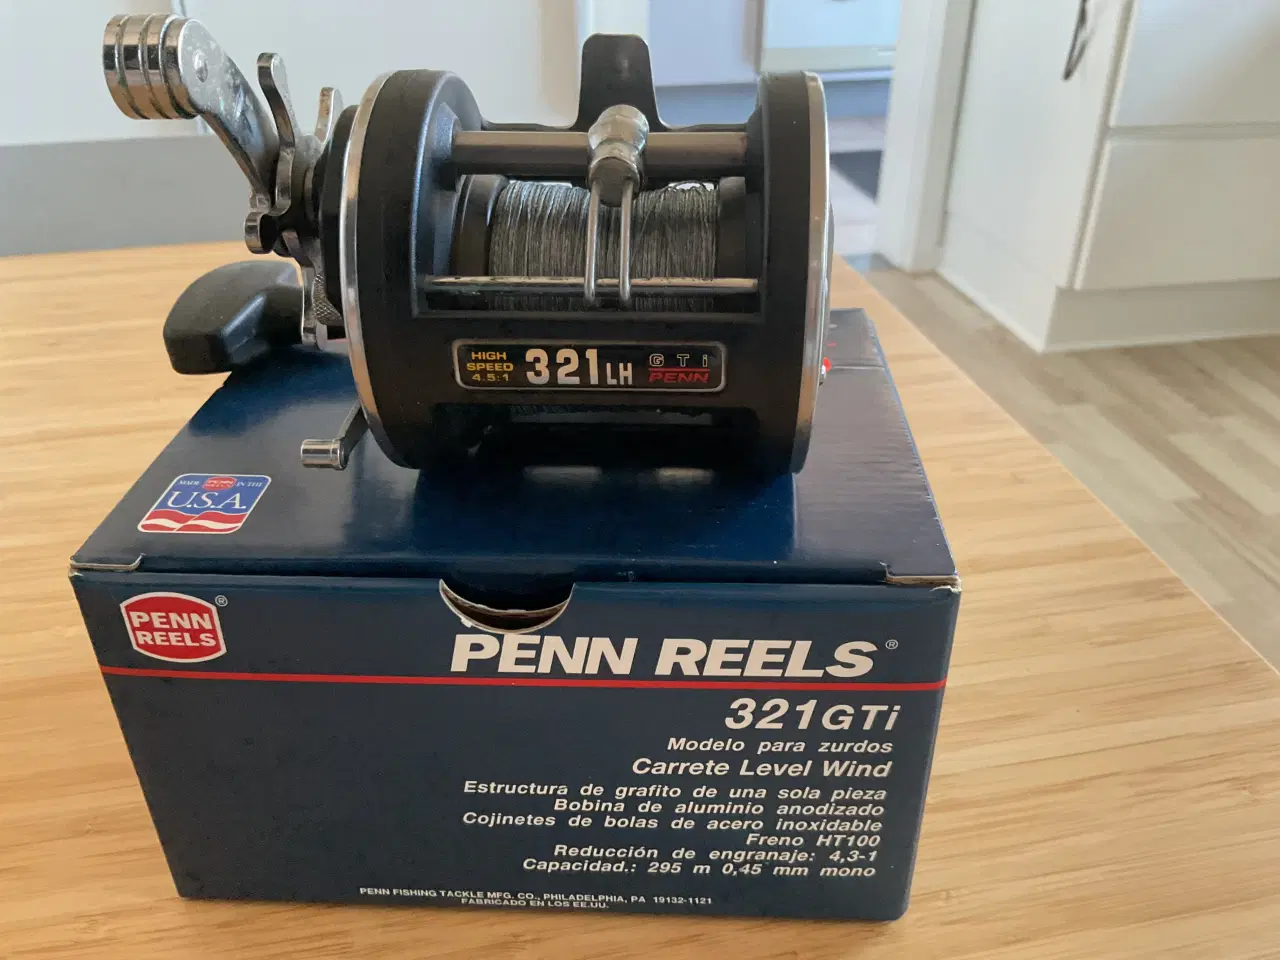 HIGH
SPEED
4.5:1
321LH
GTi
PENN
MADE IN THE
U.S.A.
PENN
REELS
®
PENN REELS®
321GTi
Modelo para zurdos
Carrete Level Wind
Estructura de grafito de una sola pieza
Bobina de aluminio anodizado
Cojinetes de bolas de acero inoxidable
Freno HT100
Reducción de engranaje: 4,3-1
Capacidad.: 295 m 0,45 mm mono
PENN FISHING TACKLE MFG. CO., PHILADELPHIA, PA 19132-1121
FABRICADO EN LOS EE.UU.